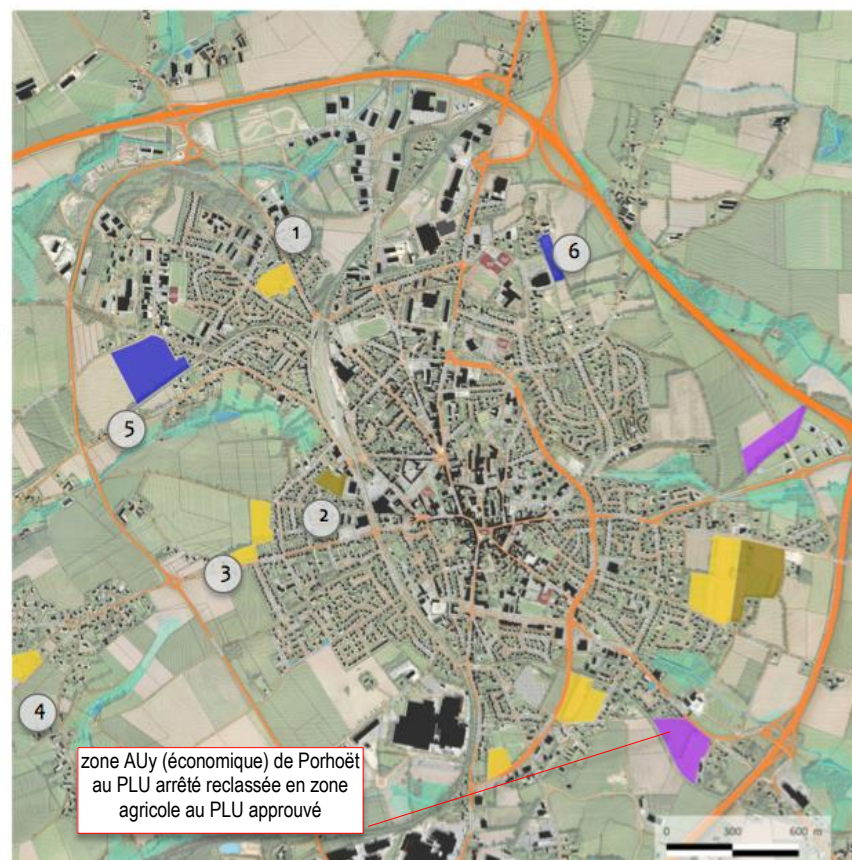 1
6
5
2
3
4
zone AUy (économique) de Porhoët
au PLU arrêté reclassée en zone
agricole au PLU approuvé
0 300 600 m